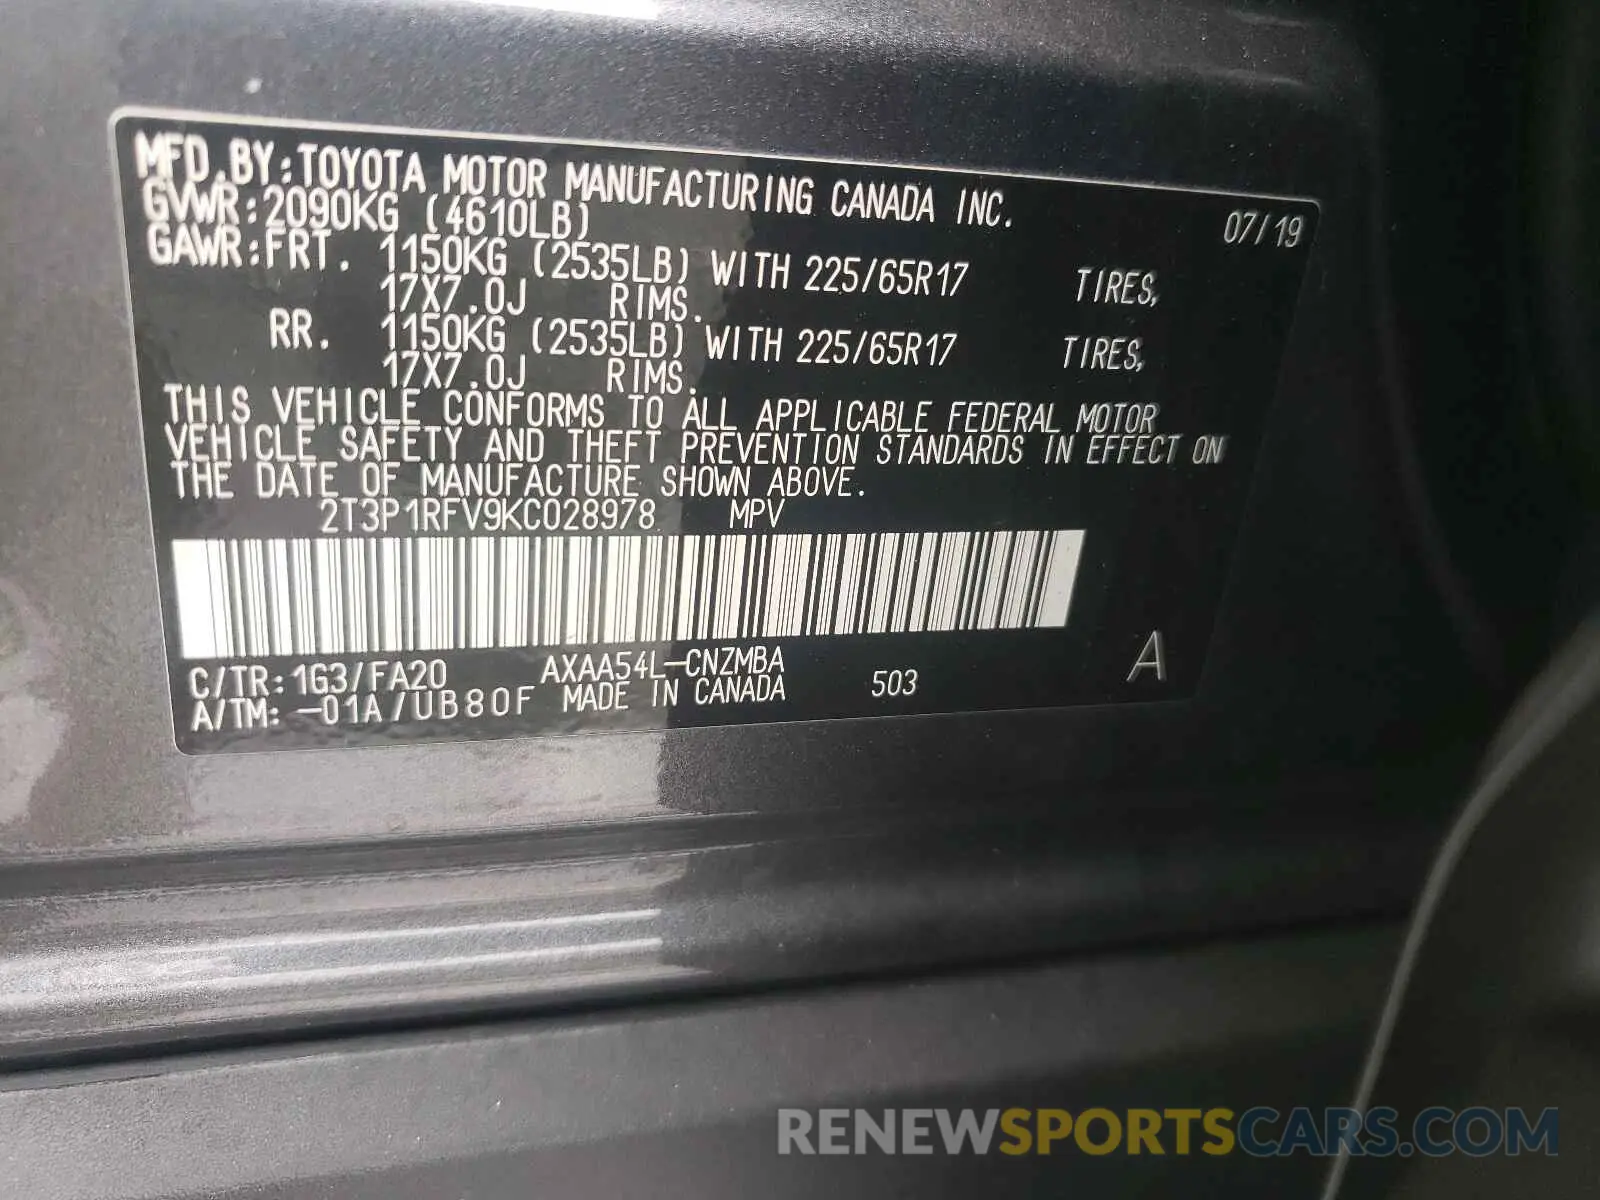 MFD.BY:TOYOTA MOTOR MANUFACTURING CANADA INC. 07/19
GVWR:2090KG (4610LB)
GAWR:FRT. 1150KG (2535LB) WITH 225/65R17 TIRES,
17X7.0J RIMS.
RR. 1150KG (2535LB) WITH 225/65R17 TIRES,
17X7.0J RIMS.
THIS VEHICLE CONFORMS TO ALL APPLICABLE FEDERAL MOTOR
VEHICLE SAFETY AND THEFT PREVENTION STANDARDS IN EFFECT ON
THE DATE OF MANUFACTURE SHOWN ABOVE.
2T3P1RFV9KC028978 MPV
C/TR:1G3/FA20 AXAA54L-CNZMBA
A/TM:-01A/UB80F MADE IN CANADA 503 A
RENEWSPORTSCARS.COM